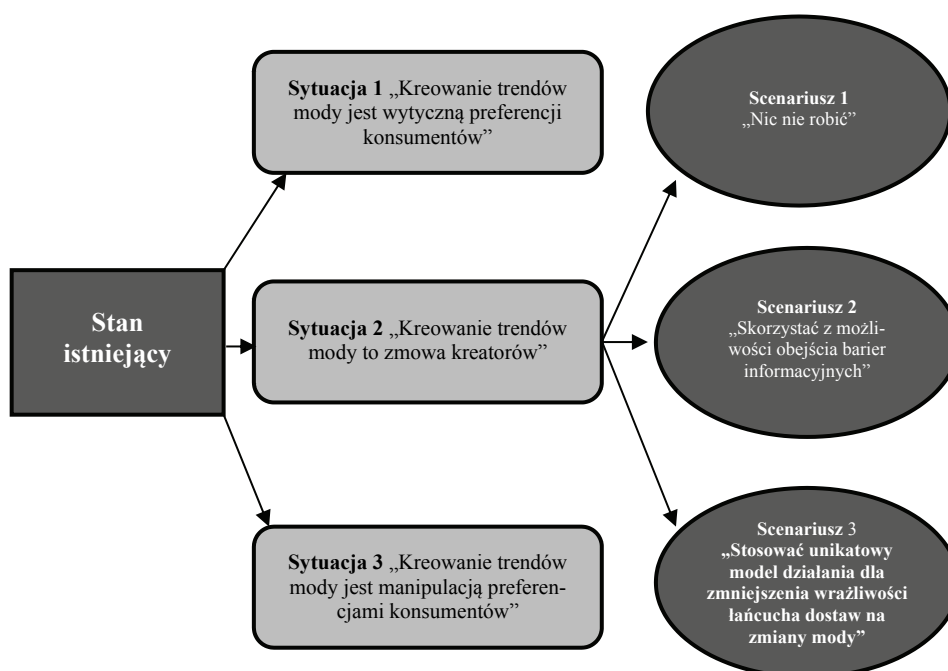 Sytuacja 1 „Kreowanie trendów
mody jest wytyczną preferencji
konsumentów”
Scenariusz 1
„Nic nie robić”
Stan
istniejący
Sytuacja 2 „Kreowanie trendów
mody to zmowa kreatorów”
Scenariusz 2
„Skorzystać z możli-
wości obejścia barier
informacyjnych”
Sytuacja 3 „Kreowanie trendów
mody jest manipulacją preferen-
cjami konsumentów”
Scenariusz 3
„Stosować unikatowy
model działania dla
zmniejszenia wrażliwości
łańcucha dostaw na
zmiany mody”